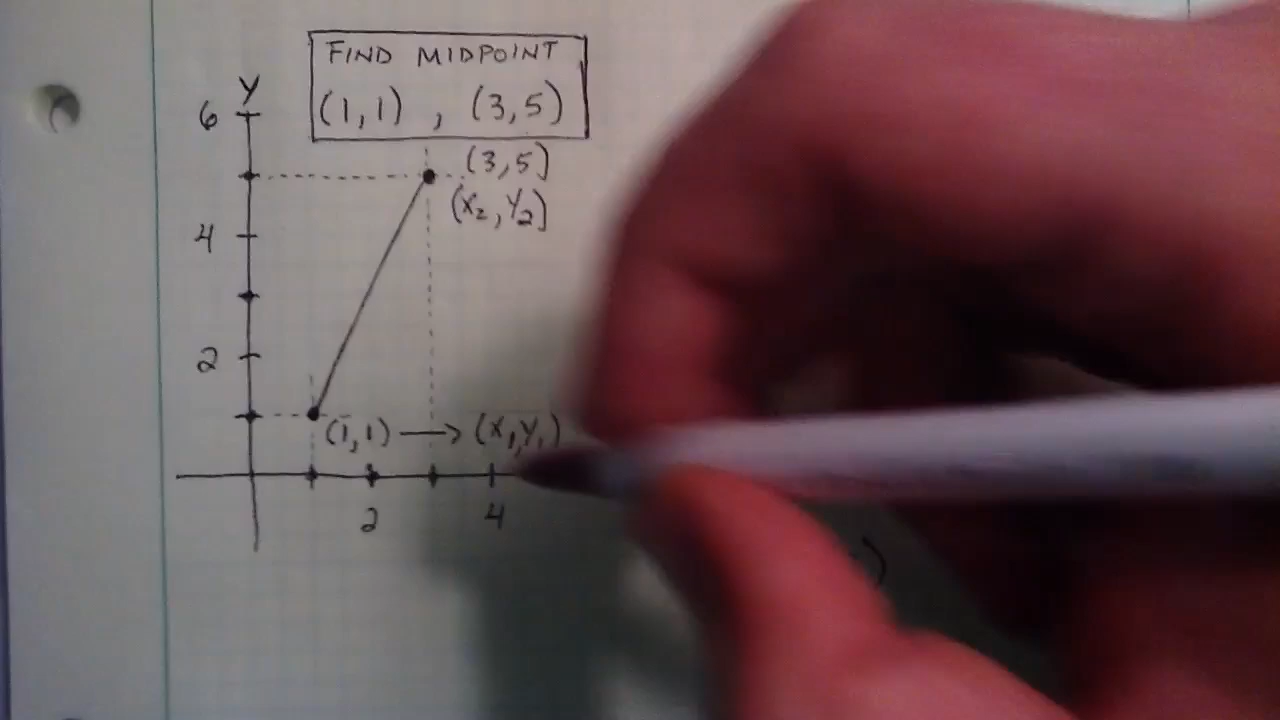 FIND MIDPOINT
(1,1) , (3,5)
Y
6
(3,5)
(X₂,Y₂)
4
2
(1,1) → (X₁,Y₁)
2 4
)